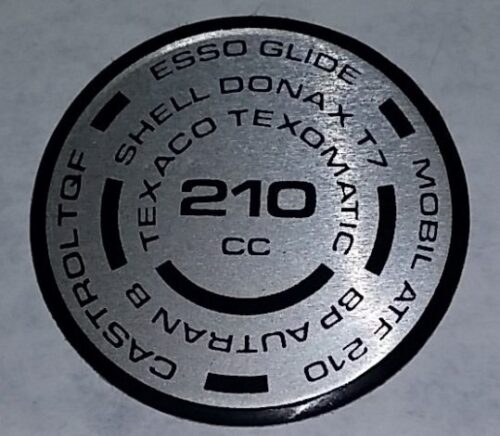 ESSO GLIDE
MOBIL ATF 210
CASTROLTQF
SHELL DONAX T7
BP AUTRAN B
TEXACO TEXOMATIC
210
CC